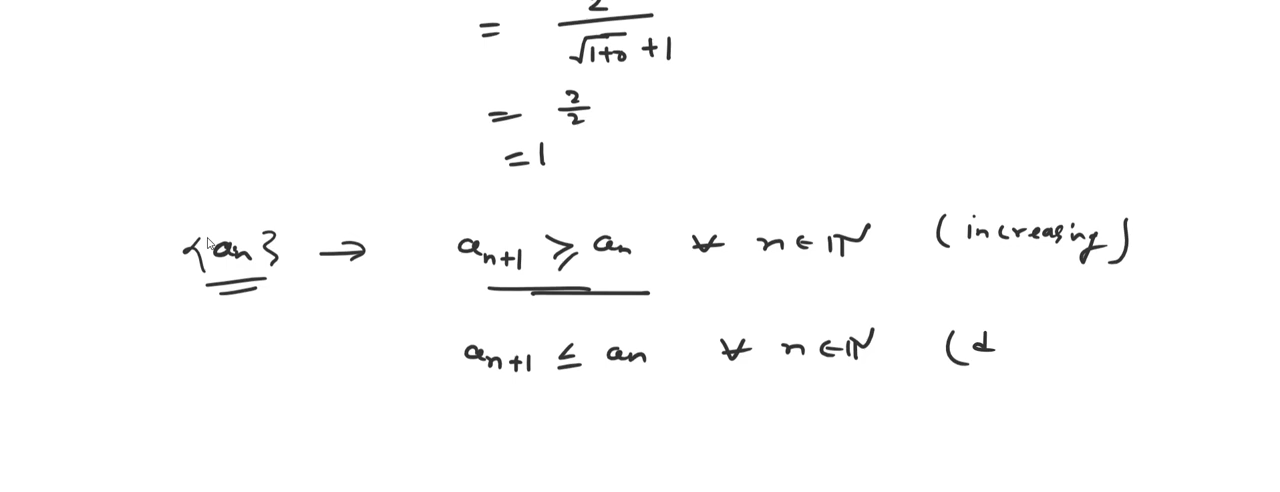 = 2 / √(1+0) + 1
= 2/2
= 1
{an} → an+1 ≥ an ∀ n ∈ ℕ (increasing)
an+1 ≤ an ∀ n ∈ ℕ (d